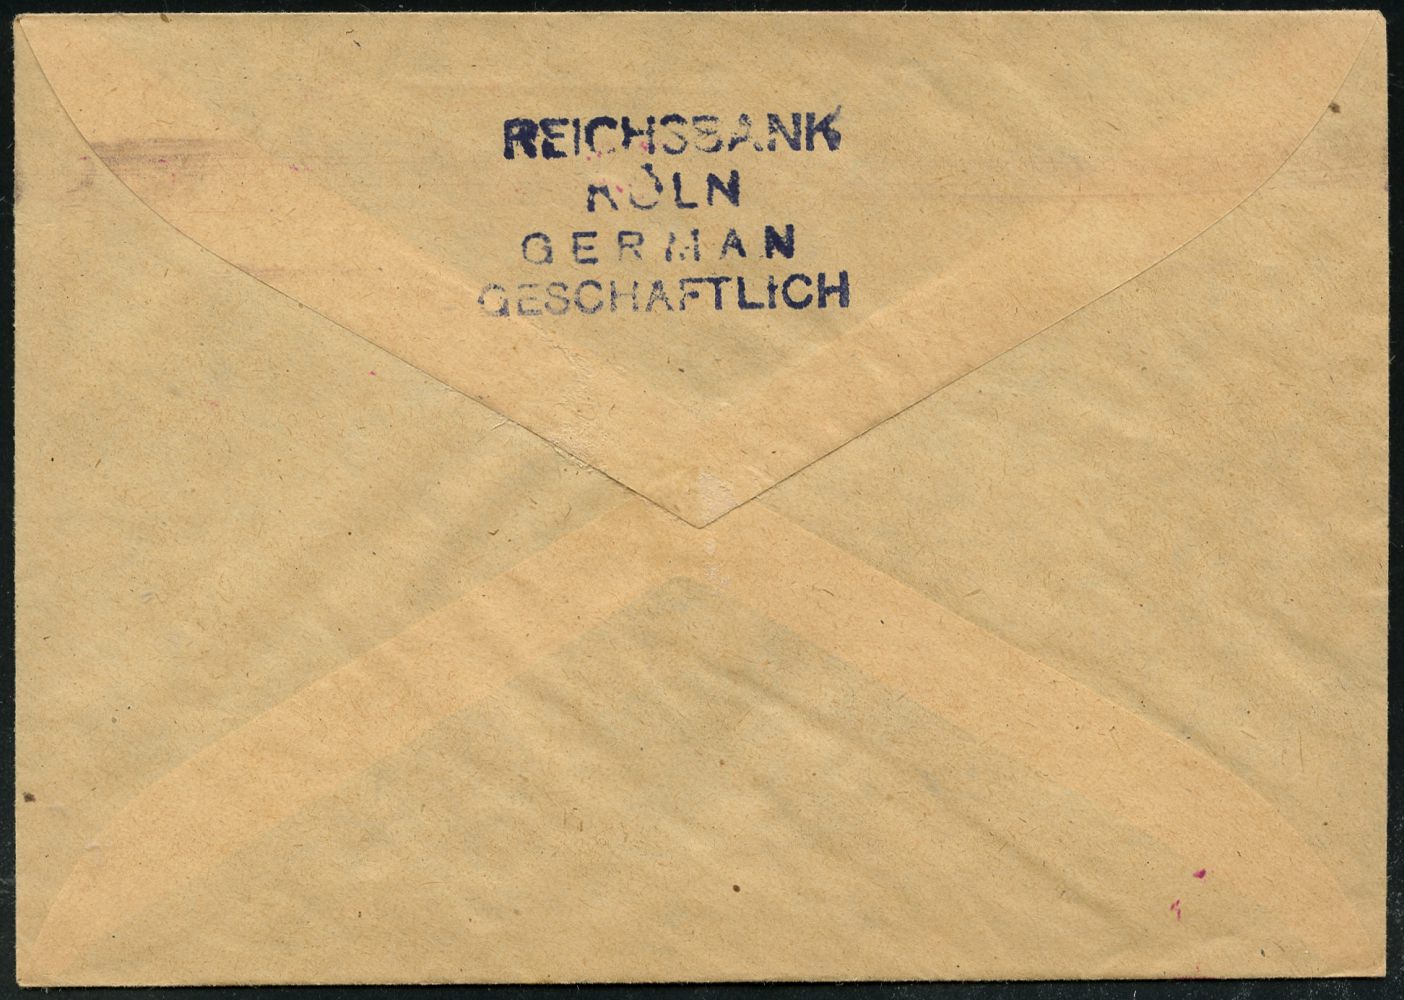 REICHSBANK
KÖLN
GERMAN
GESCHAFTLICH